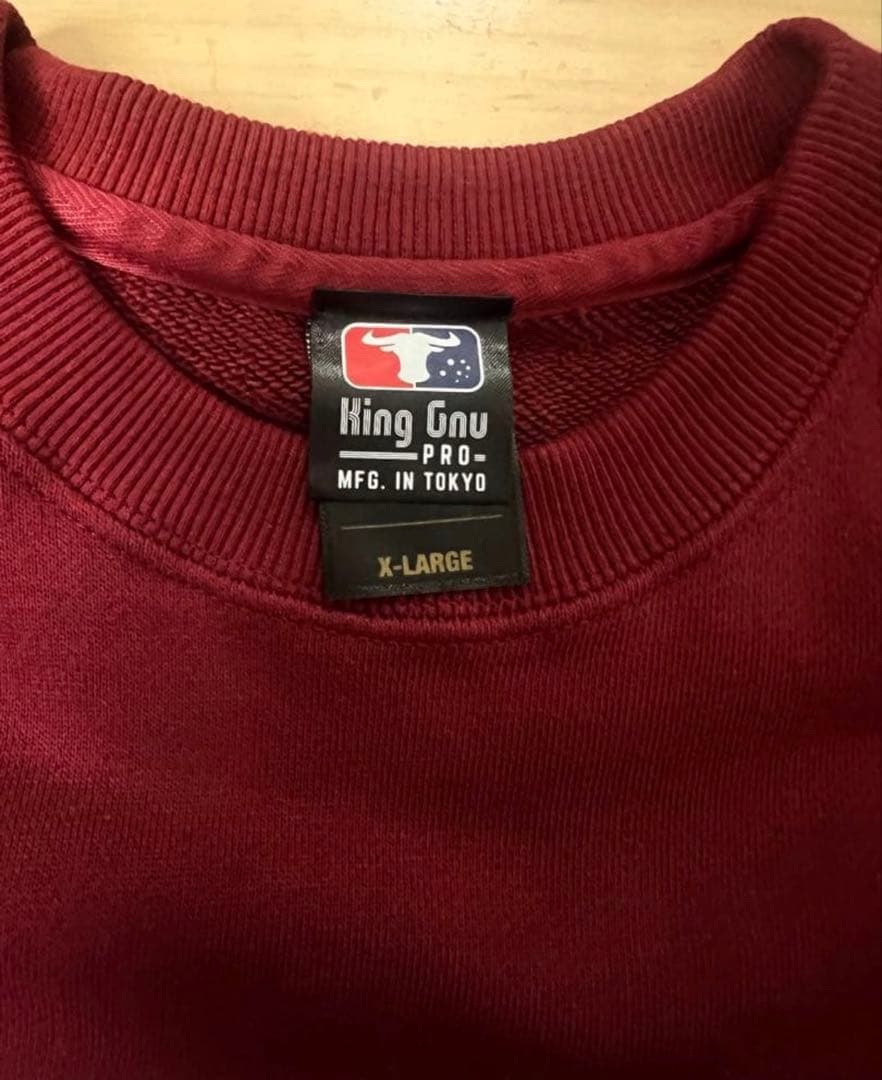 King Gnu
PRO
MFG. IN TOKYO
X-LARGE